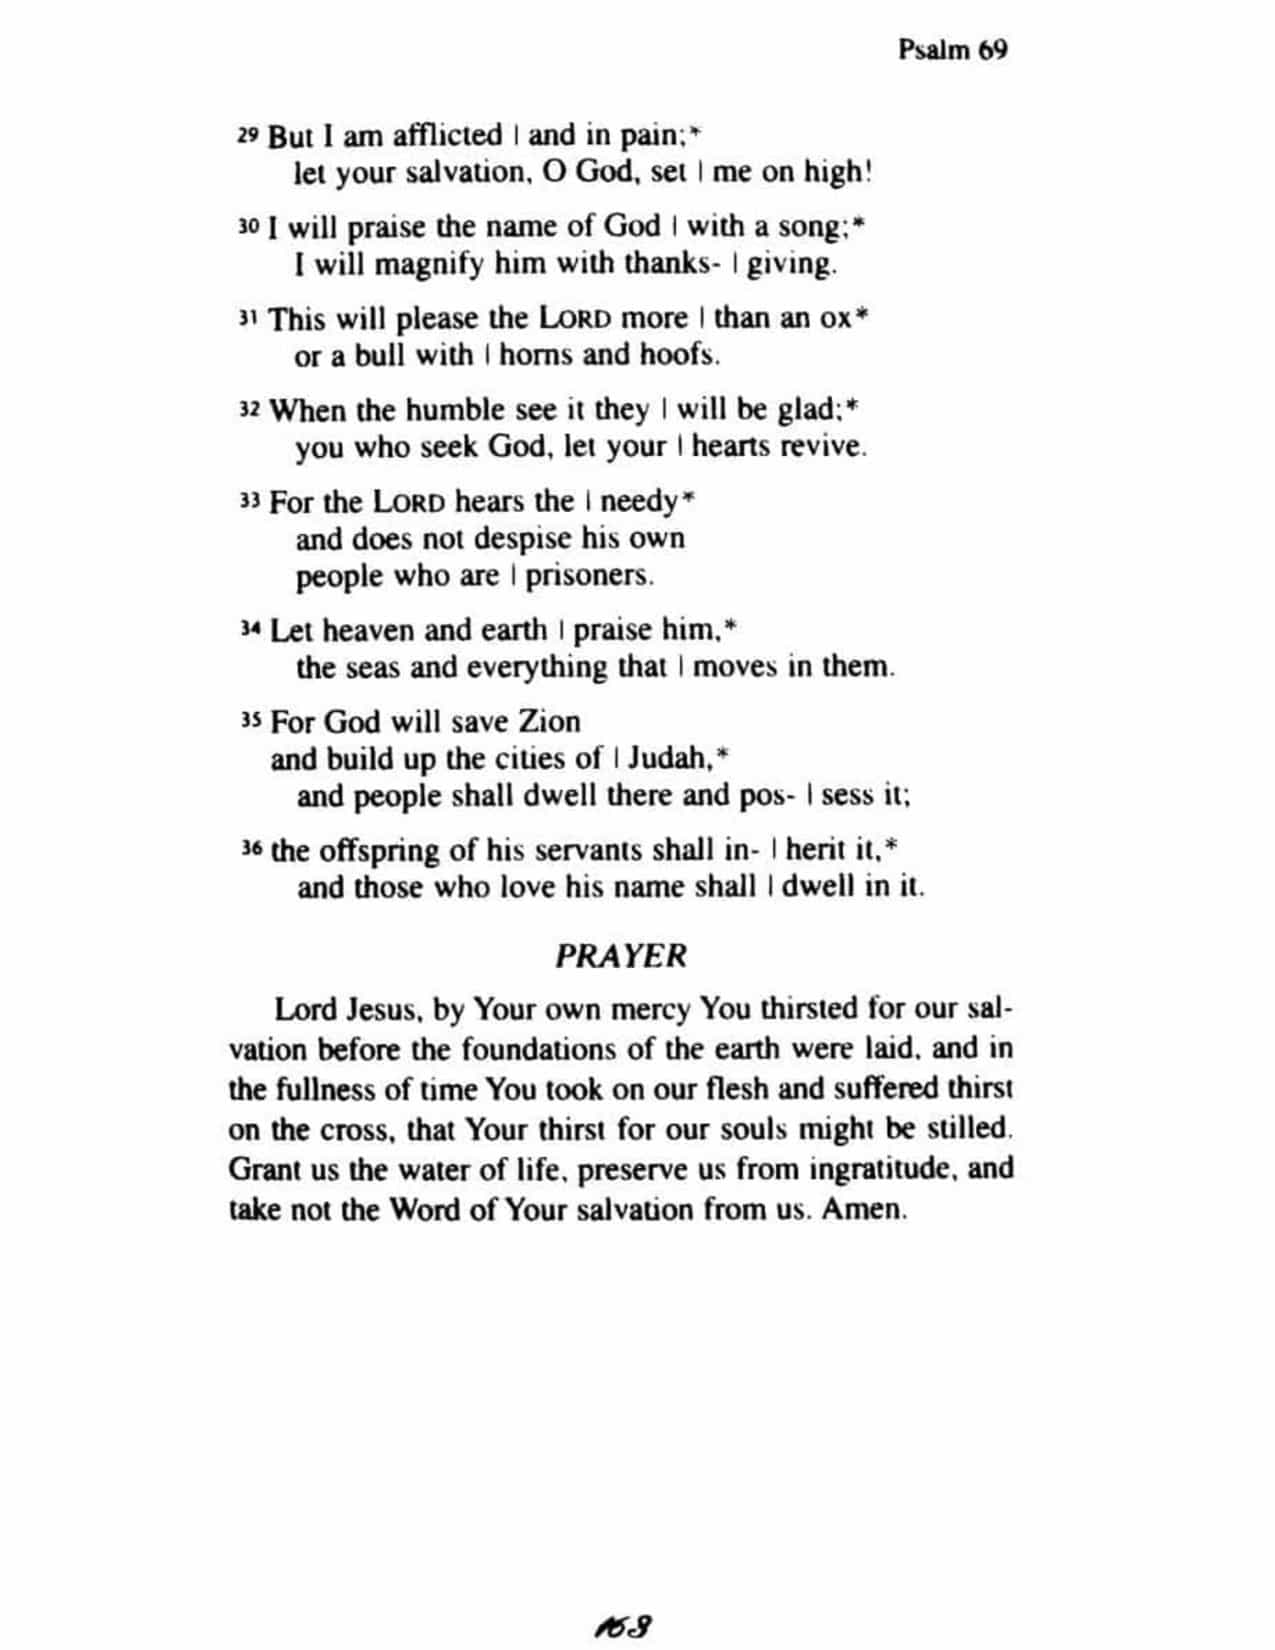 Psalm 69
29 But I am afflicted | and in pain;*
let your salvation, O God, set | me on high!
30 I will praise the name of God | with a song;*
I will magnify him with thanks- | giving.
31 This will please the LORD more | than an ox*
or a bull with | horns and hoofs.
32 When the humble see it they | will be glad;*
you who seek God, let your | hearts revive.
33 For the LORD hears the | needy*
and does not despise his own
people who are | prisoners.
34 Let heaven and earth | praise him,*
the seas and everything that | moves in them.
35 For God will save Zion
and build up the cities of | Judah,*
and people shall dwell there and pos- | sess it;
36 the offspring of his servants shall in- | herit it,*
and those who love his name shall | dwell in it.
PRAYER
Lord Jesus, by Your own mercy You thirsted for our sal-
vation before the foundations of the earth were laid, and in
the fullness of time You took on our flesh and suffered thirst
on the cross, that Your thirst for our souls might be stilled.
Grant us the water of life, preserve us from ingratitude, and
take not the Word of Your salvation from us. Amen.
168